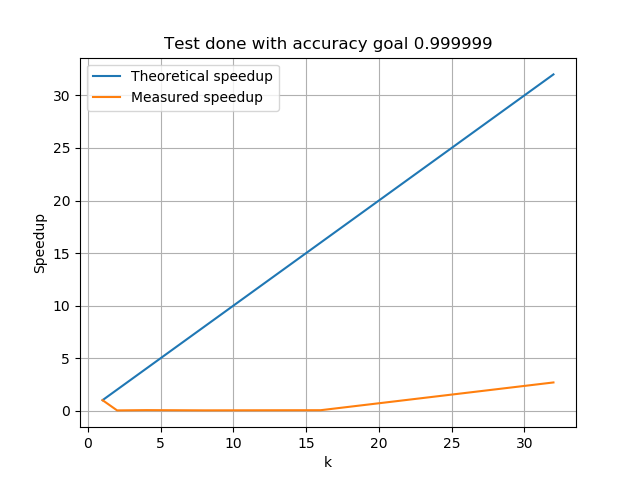 Test done with accuracy goal 0.999999
Theoretical speedup
Measured speedup
Speedup
30
25
20
15
10
5
0
0 5 10 15 20 25 30
k